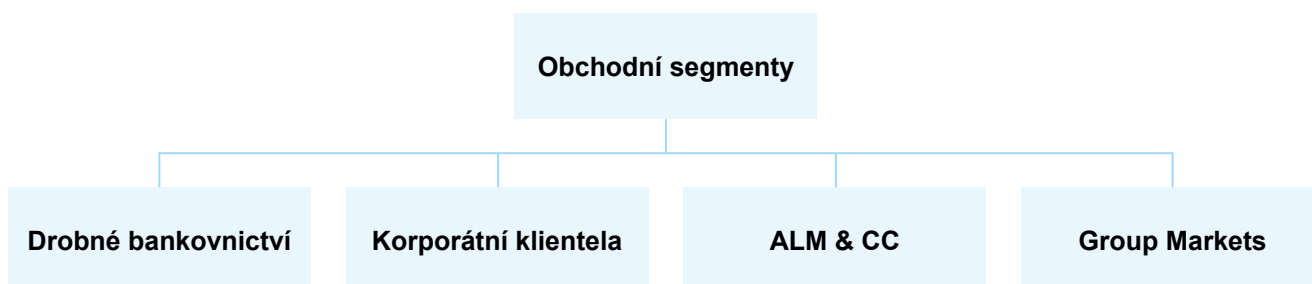 Obchodní segmenty
Drobné bankovnictví
Korporátní klientela
ALM & CC
Group Markets